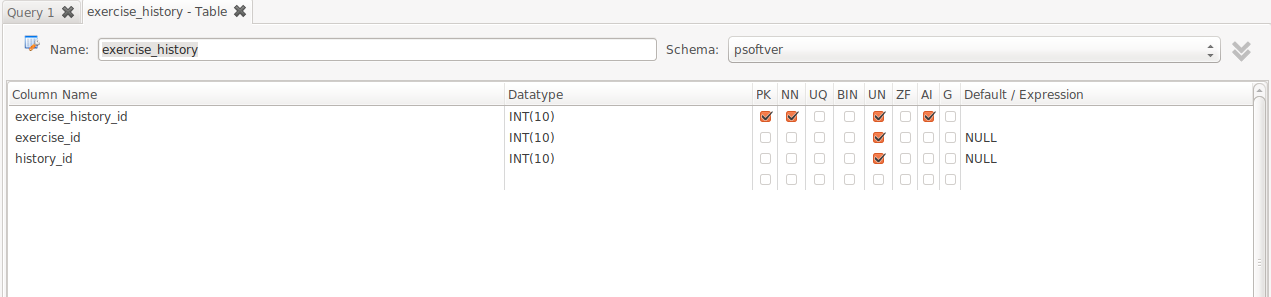 Query 1 exercise_history - Table
Name: exercise_history Schema: psoftver
Column Name Datatype PK NN UQ BIN UN ZF AI G Default / Expression
exercise_history_id INT(10)
exercise_id INT(10) NULL
history_id INT(10) NULL